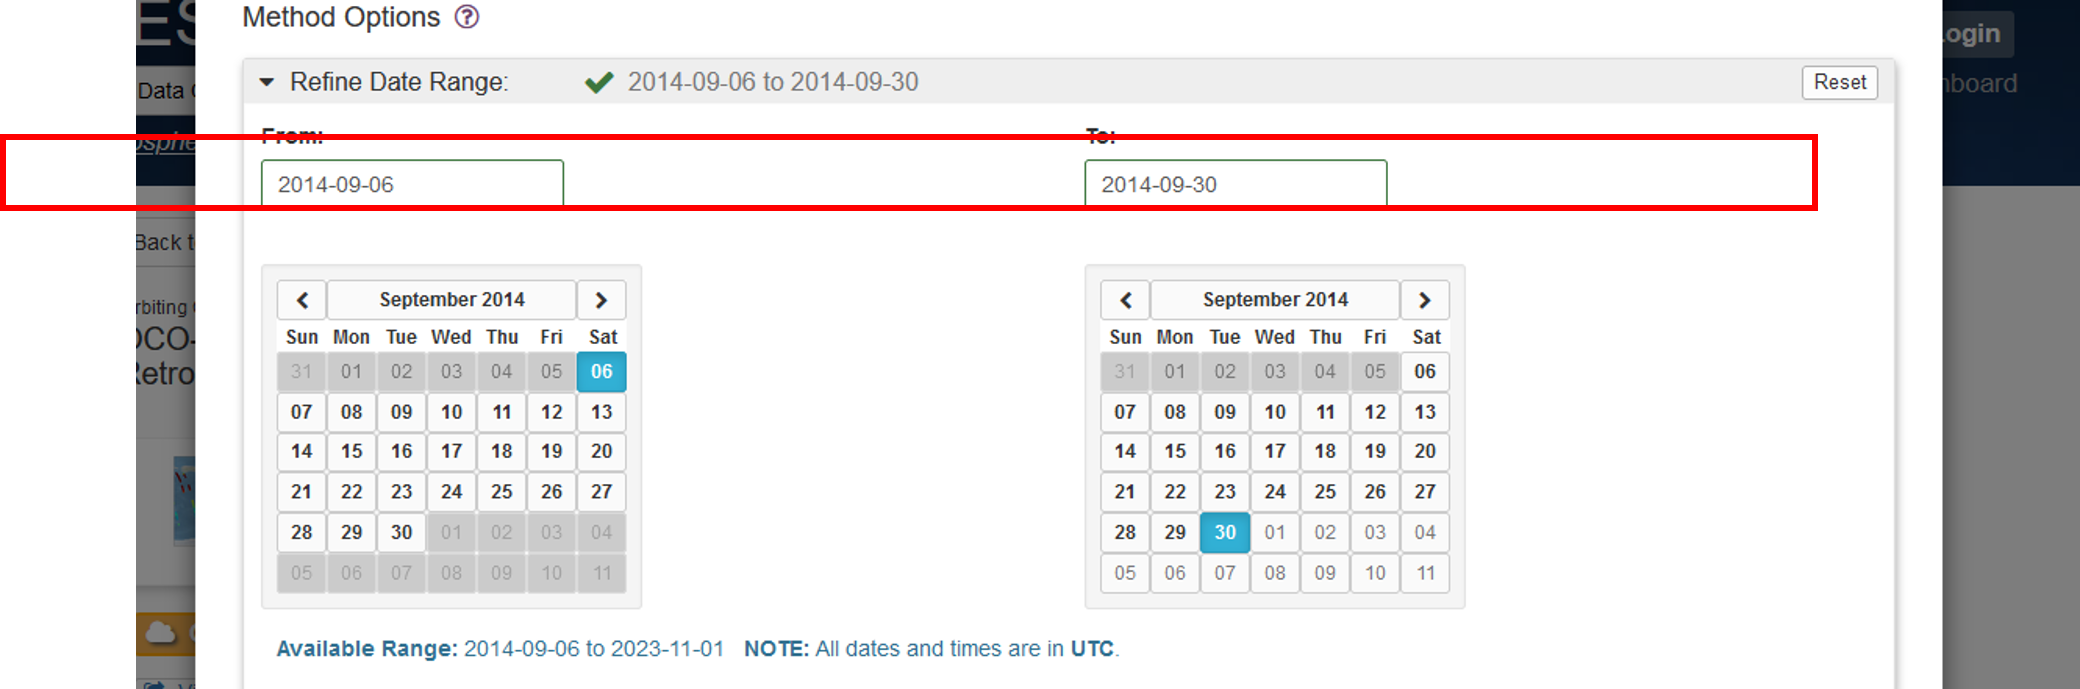 Method Options ?
ES
Login
Refine Date Range: 2014-09-06 to 2014-09-30 Reset
Data
From: To:
2014-09-06 2014-09-30
Back
September 2014 September 2014
Sun Mon Tue Wed Thu Fri Sat Sun Mon Tue Wed Thu Fri Sat
31 01 02 03 04 05 06 31 01 02 03 04 05 06
07 08 09 10 11 12 13 07 08 09 10 11 12 13
14 15 16 17 18 19 20 14 15 16 17 18 19 20
21 22 23 24 25 26 27 21 22 23 24 25 26 27
28 29 30 01 02 03 04 28 29 30 01 02 03 04
05 06 07 08 09 10 11 05 06 07 08 09 10 11
Available Range: 2014-09-06 to 2023-11-01 NOTE: All dates and times are in UTC.